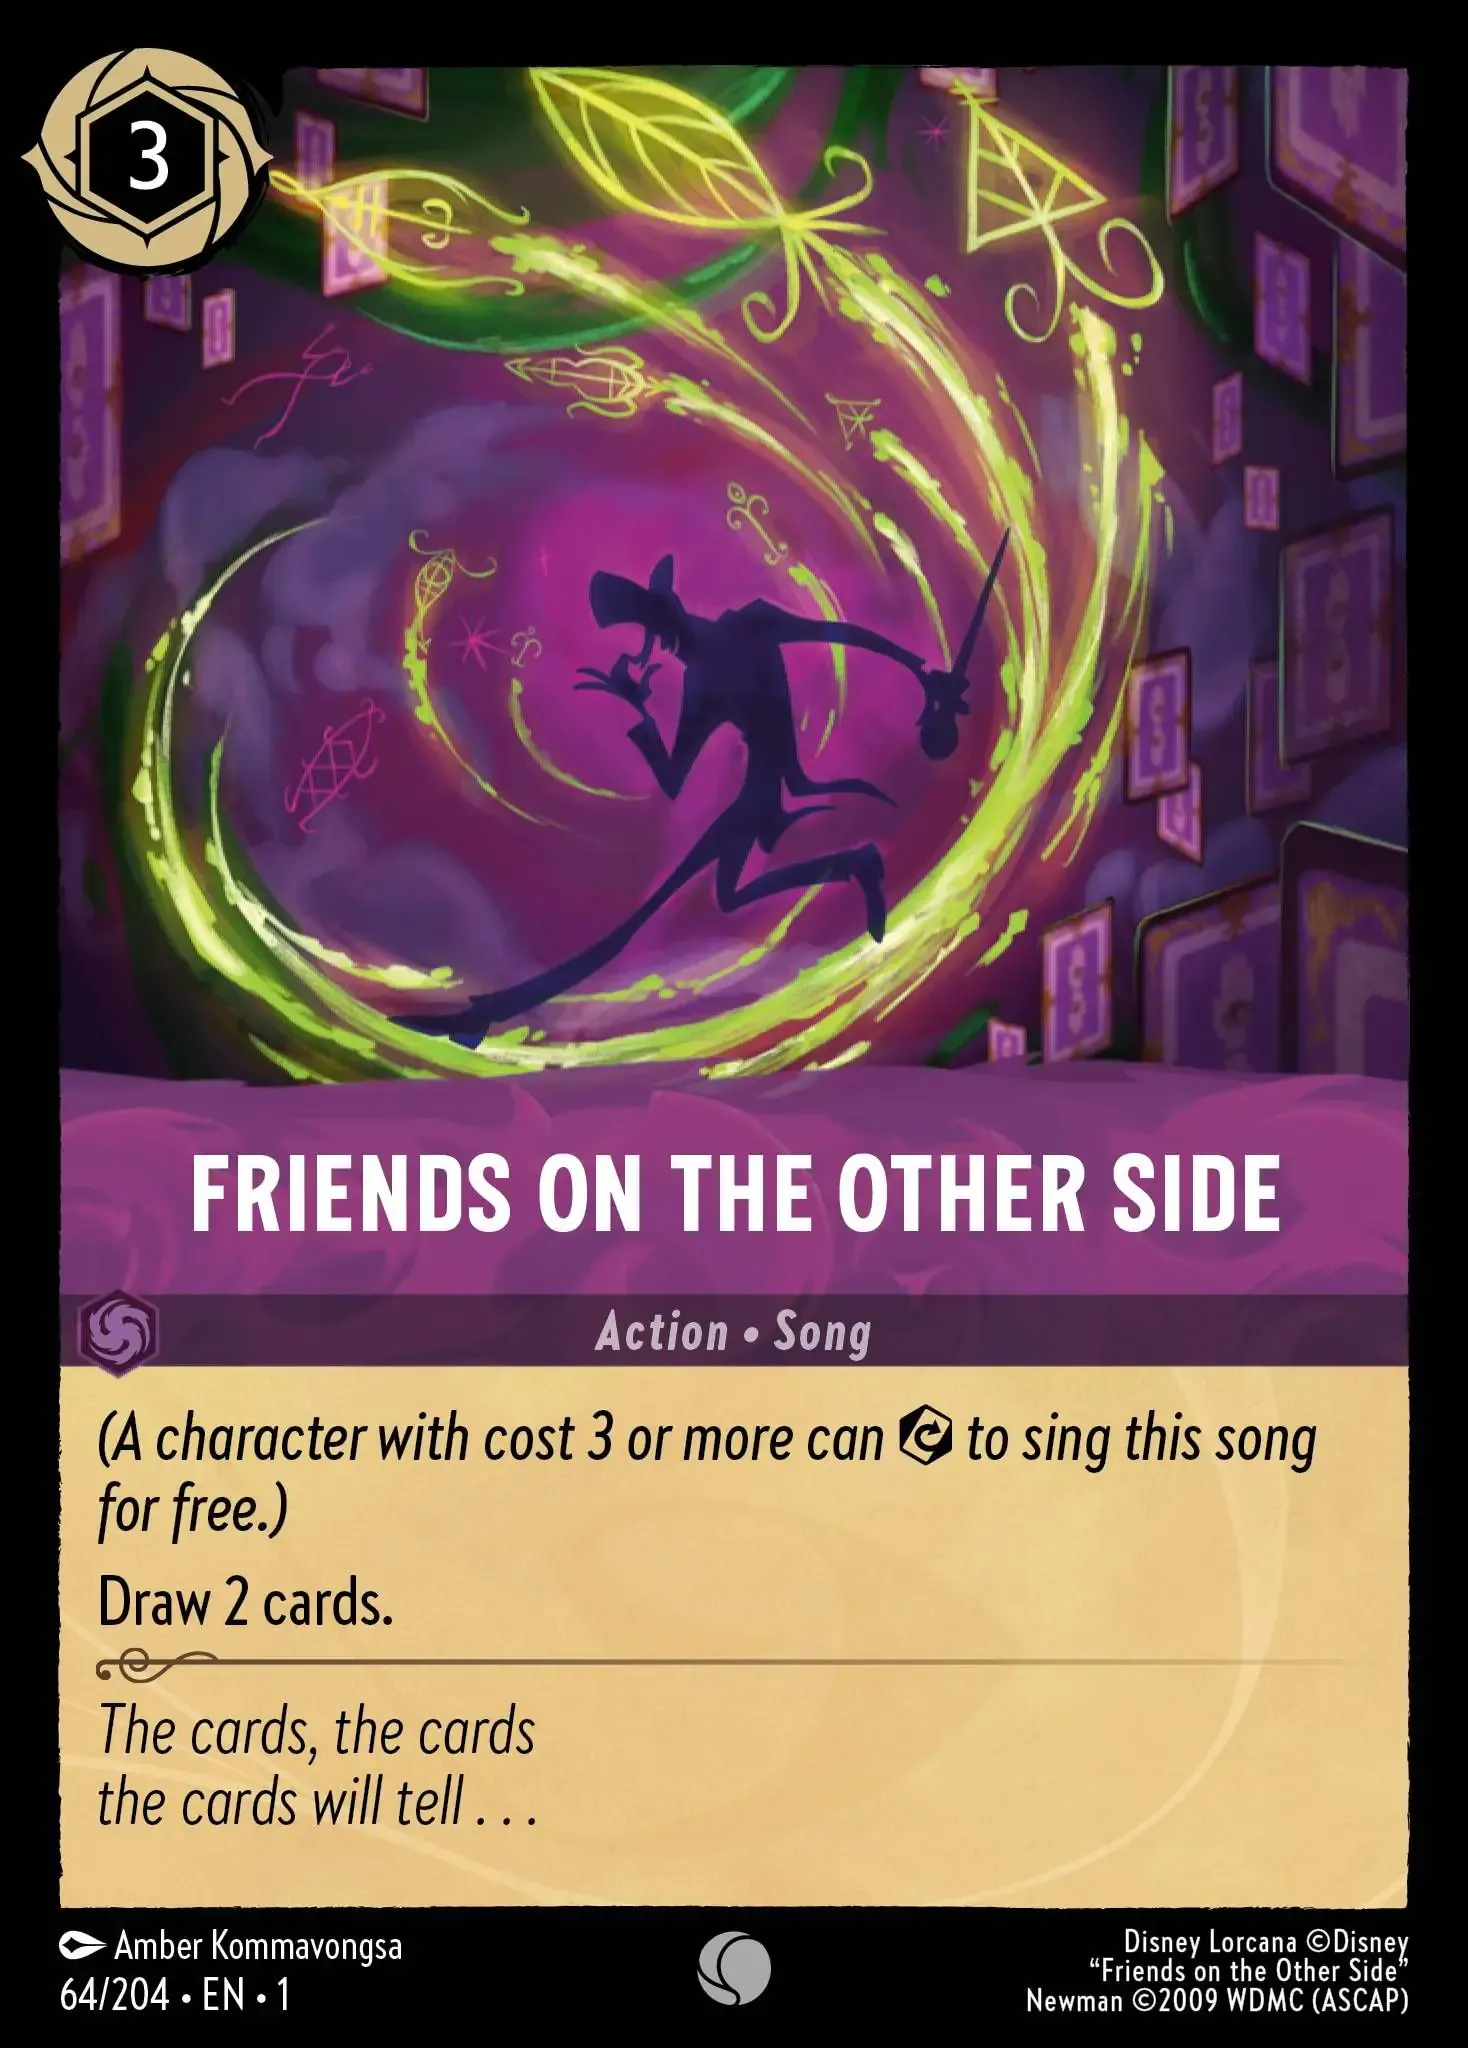 3
FRIENDS ON THE OTHER SIDE
Action • Song
(A character with cost 3 or more can to sing this song
for free.)
Draw 2 cards.
The cards, the cards
the cards will tell . . .
Amber Kommavongsa
64/204 • EN • 1
Disney Lorcana ©Disney
“Friends on the Other Side”
Newman ©2009 WDMC (ASCAP)